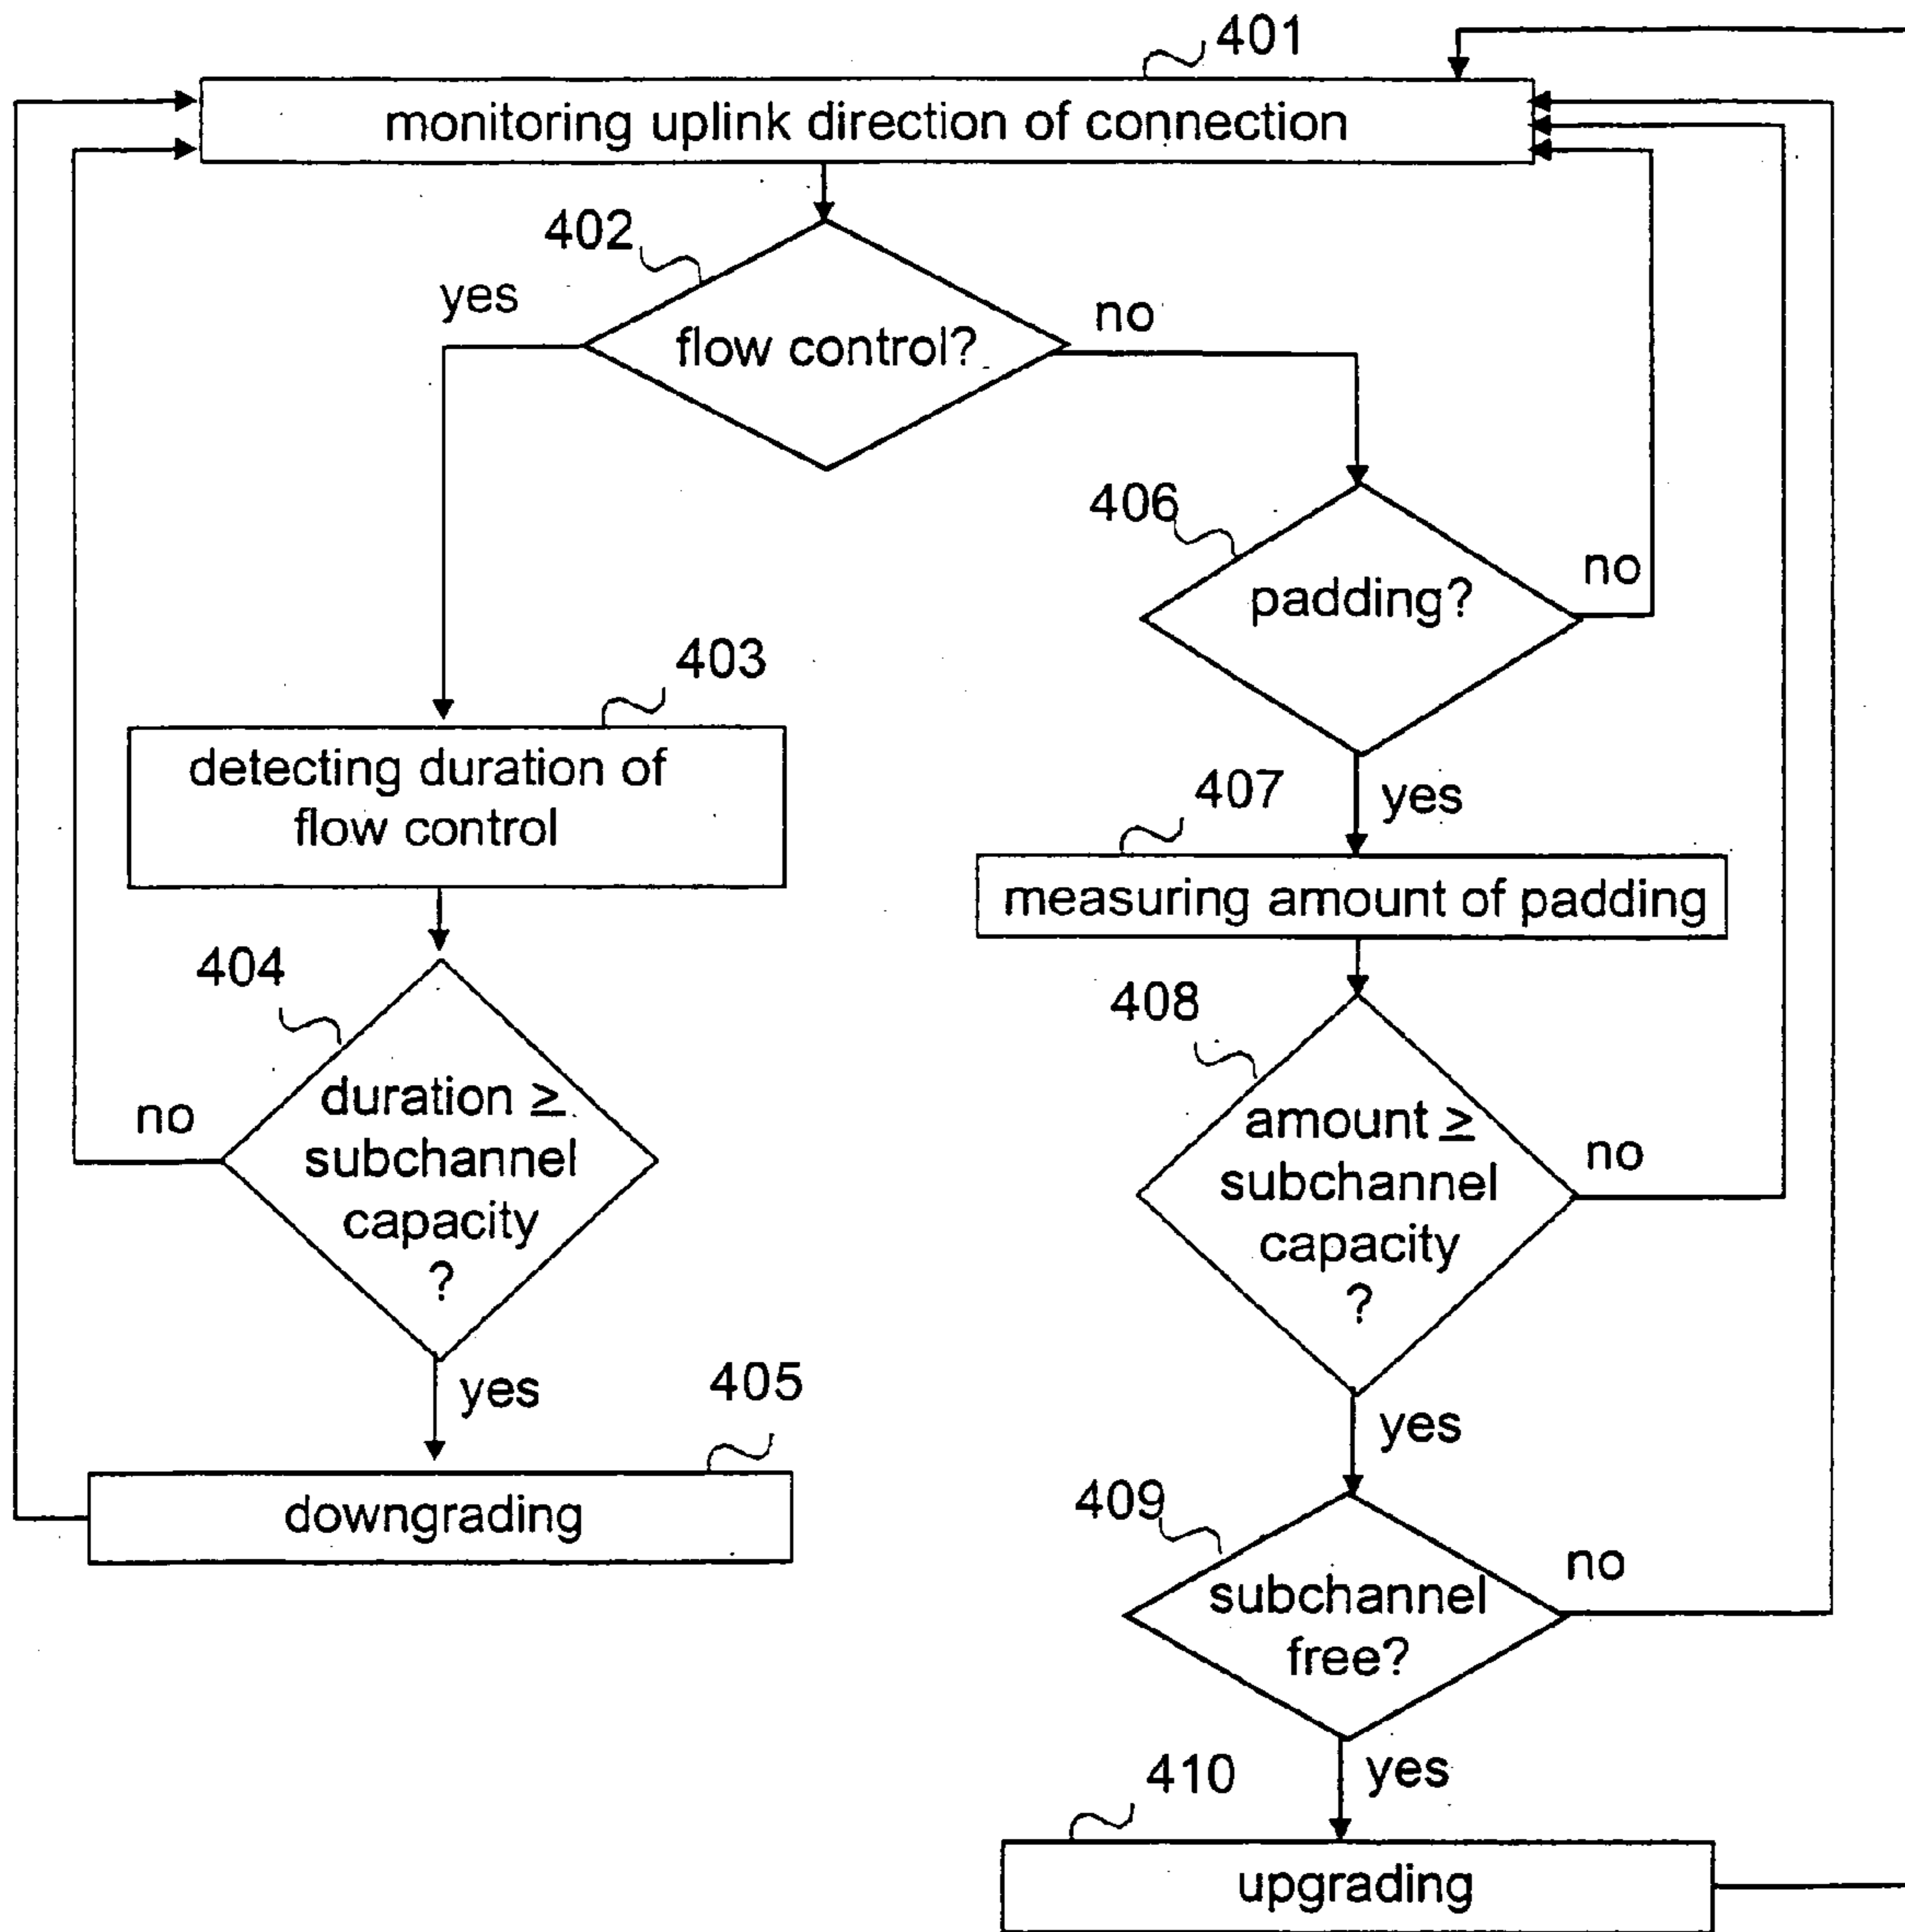 401
monitoring uplink direction of connection
402
yes
flow control?
no
406
padding?
no
403
detecting duration of
flow control
407
yes
measuring amount of padding
404
duration ≥
subchannel
capacity
?
no
408
amount ≥
subchannel
capacity
?
no
yes
405
downgrading
yes
409
subchannel
free?
no
410
yes
upgrading